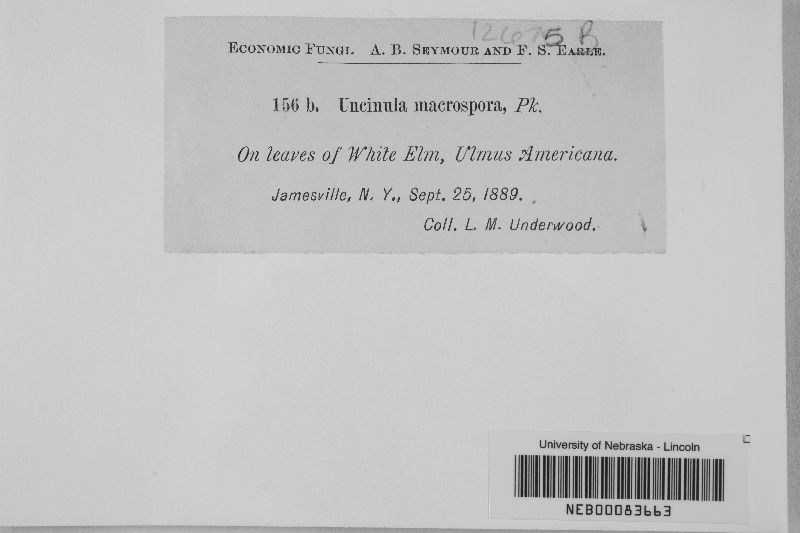 12675 B
ECONOMIC FUNGI. A. B. SEYMOUR AND F. S. EARLE.
156 b. Uncinula macrospora, Pk.
On leaves of White Elm, Ulmus Americana.
Jamesville, N. Y., Sept. 25, 1889.
Coll. L. M. Underwood.
University of Nebraska - Lincoln
NEB00083663